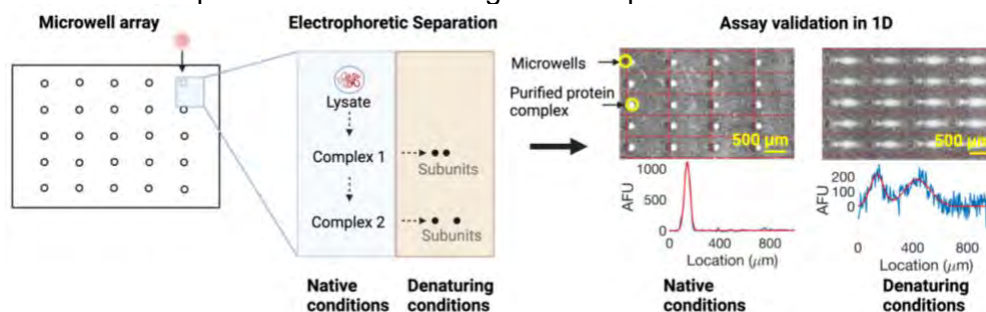 Microwell array
Electrophoretic Separation
Assay validation in 1D
Lysate
Complex 1
Subunits
Complex 2
Subunits
Native
conditions
Denaturing
conditions
Microwells
Purified protein
complex
500 µm
500 µm
AFU
1000
500
0
0 400 800
Location (µm)
Native
conditions
AFU
200
100
0
0 400 800
Location (µm)
Denaturing
conditions